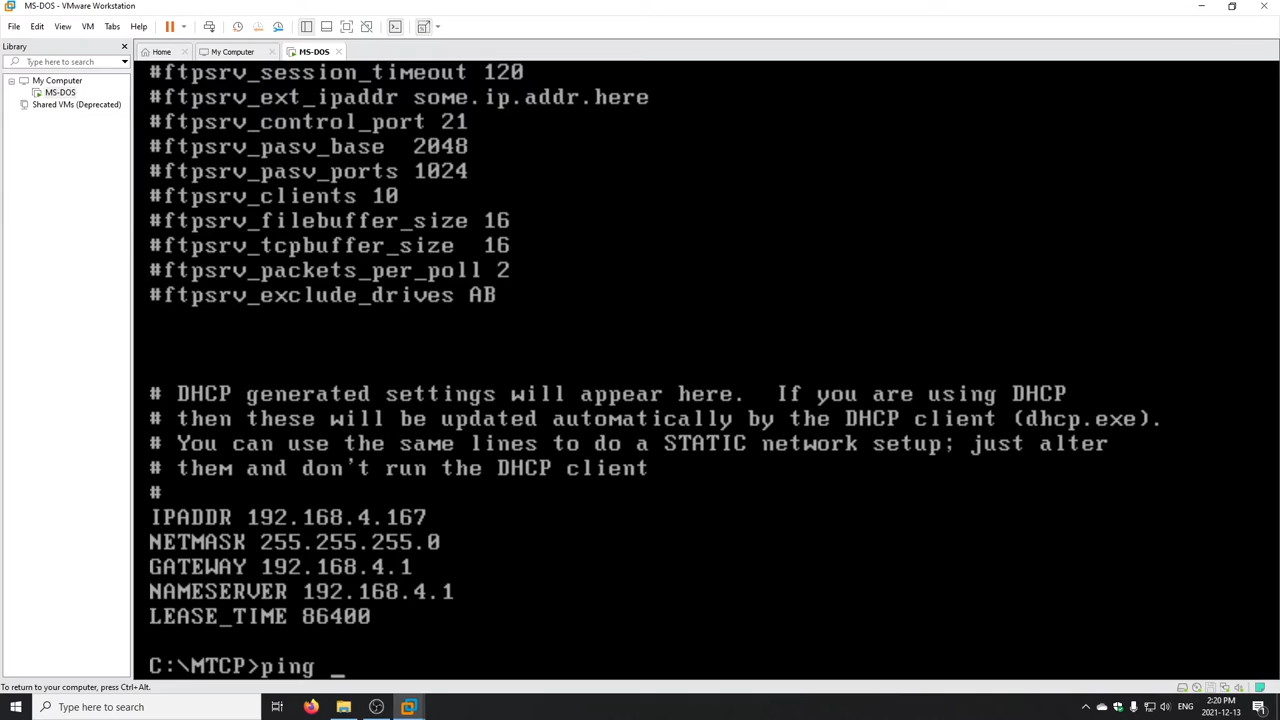 MS-DOS - VMware Workstation
File Edit View VM Tabs Help
Library
Type here to search
My Computer
MS-DOS
Shared VMs (Deprecated)
Home My Computer MS-DOS
#ftpsrv_session_timeout 120
#ftpsrv_ext_ipaddr some.ip.addr.here
#ftpsrv_control_port 21
#ftpsrv_pasv_base  2048
#ftpsrv_pasv_ports 1024
#ftpsrv_clients 10
#ftpsrv_filebuffer_size 16
#ftpsrv_tcpbuffer_size  16
#ftpsrv_packets_per_poll 2
#ftpsrv_exclude_drives AB
# DHCP generated settings will appear here.  If you are using DHCP
# then these will be updated automatically by the DHCP client (dhcp.exe).
# You can use the same lines to do a STATIC network setup; just alter
# them and don't run the DHCP client
#
IPADDR 192.168.4.167
NETMASK 255.255.255.0
GATEWAY 192.168.4.1
NAMESERVER 192.168.4.1
LEASE_TIME 86400
C:\MTCP>ping _
To return to your computer, press Ctrl+Alt.
Type here to search
ENG
2:20 PM
2021-12-13